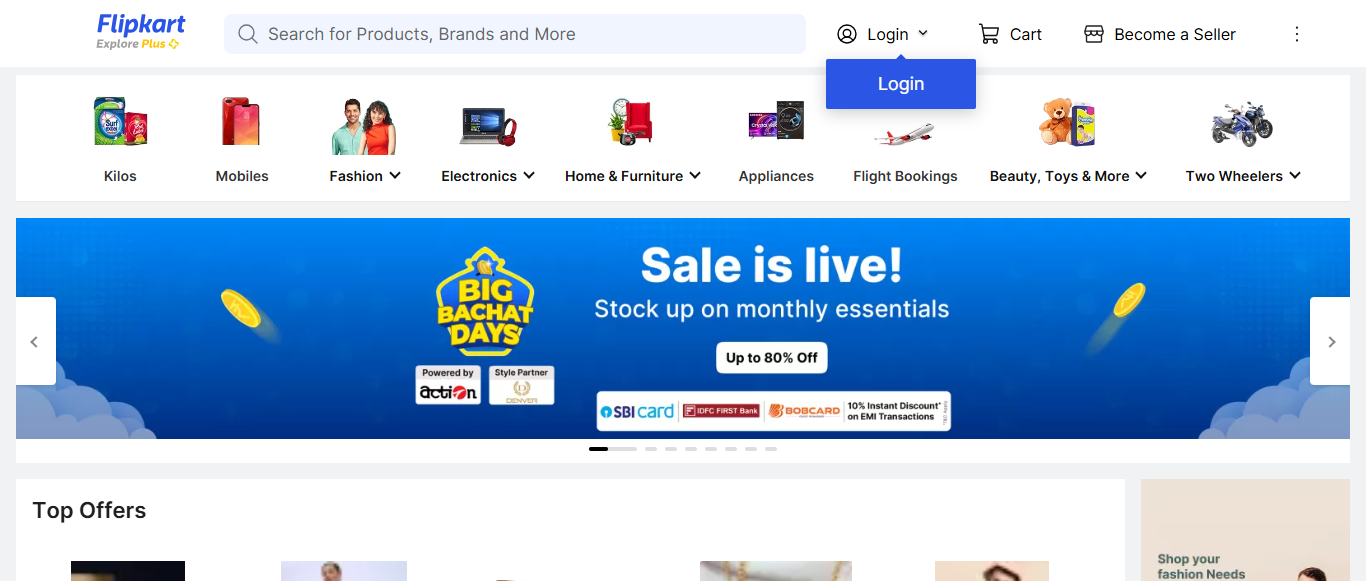 Flipkart
Explore Plus
Search for Products, Brands and More
Login
Cart
Become a Seller
Login
Surf excel
Kilos
Mobiles
Fashion
Electronics
Home & Furniture
Appliances
Flight Bookings
Beauty, Toys & More
Two Wheelers
BIG
BACHAT
DAYS
Powered by
action
Style Partner
D
DENVER
Sale is live!
Stock up on monthly essentials
Up to 80% Off
SBI card
IDFC FIRST Bank
BOBCARD
10% Instant Discount*
on EMI Transactions
Top Offers
Shop your
fashion Needs